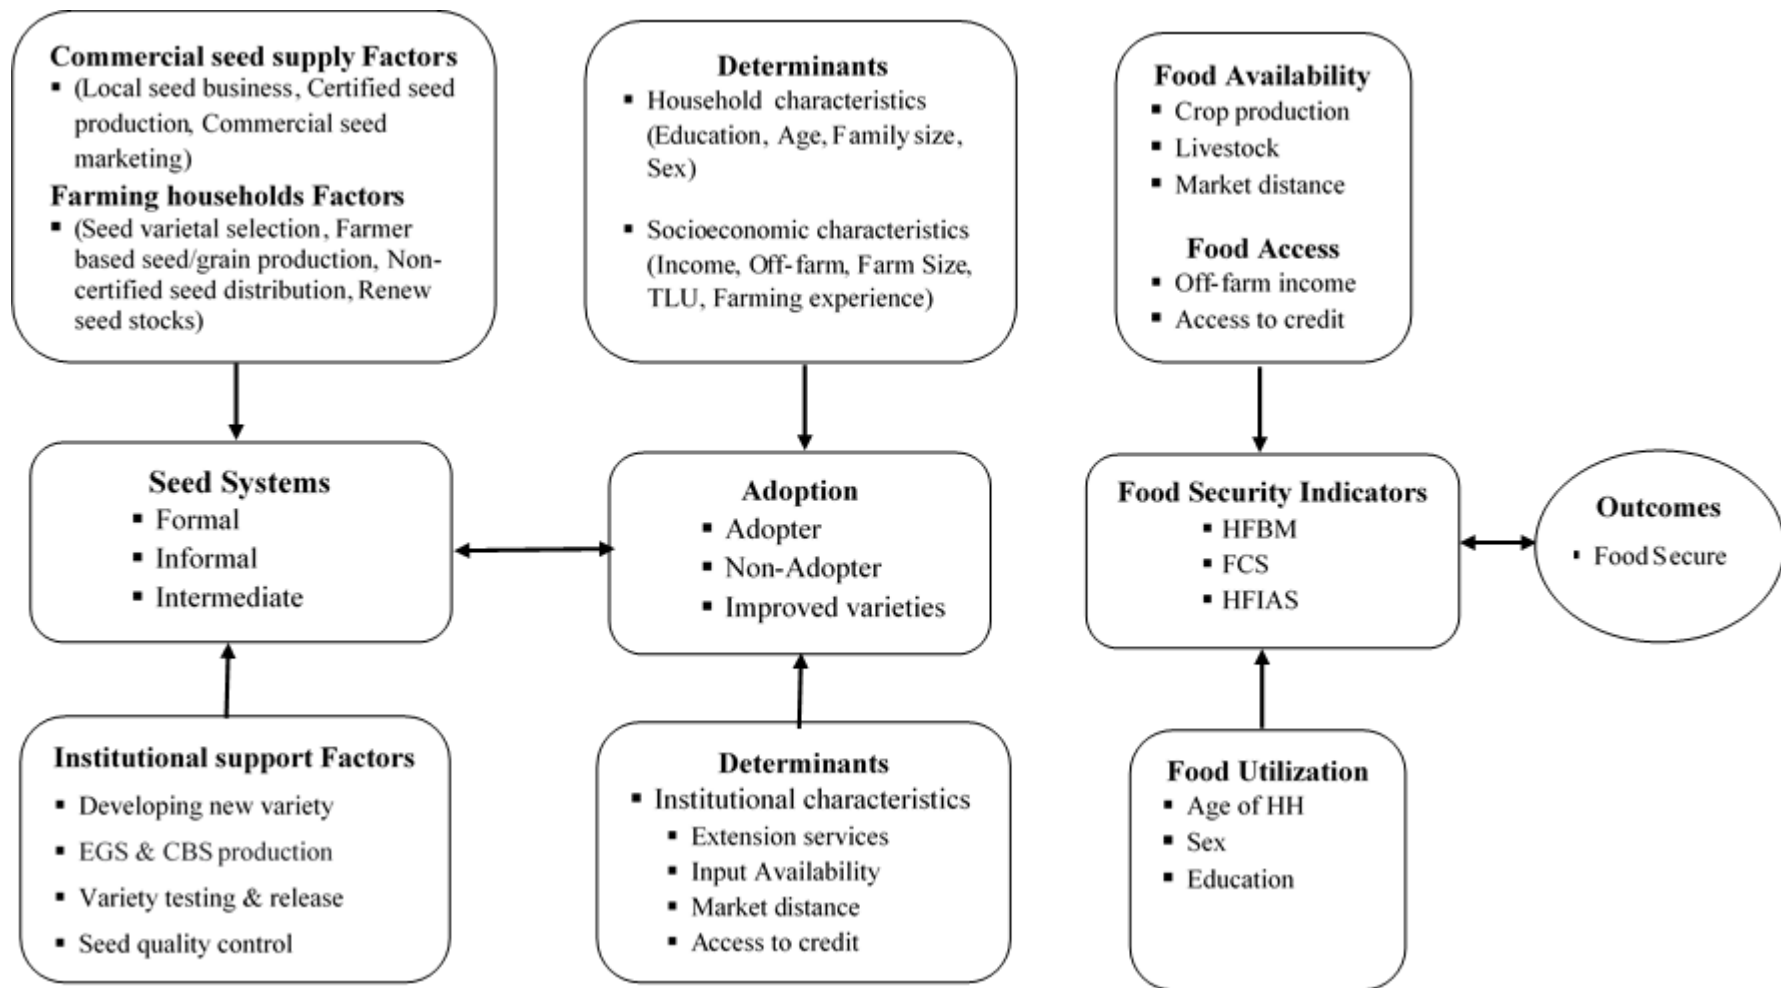 Commercial seed supply Factors
▪ (Local seed business, Certified seed
production, Commercial seed
marketing)
Farming households Factors
▪ (Seed varietal selection, Farmer
based seed/grain production, Non-
certified seed distribution, Renew
seed stocks)
Determinants
▪ Household characteristics
(Education, Age, Family size,
Sex)
▪ Socioeconomic characteristics
(Income, Off-farm, Farm Size,
TLU, Farming experience)
Food Availability
▪ Crop production
▪ Livestock
▪ Market distance
Food Access
▪ Off-farm income
▪ Access to credit
Seed Systems
▪ Formal
▪ Informal
▪ Intermediate
Adoption
▪ Adopter
▪ Non-Adopter
▪ Improved varieties
Food Security Indicators
▪ HFBM
▪ FCS
▪ HFIAS
Outcomes
▪ Food Secure
Institutional support Factors
▪ Developing new variety
▪ EGS & CBS production
▪ Variety testing & release
▪ Seed quality control
Determinants
▪ Institutional characteristics
▪ Extension services
▪ Input Availability
▪ Market distance
▪ Access to credit
Food Utilization
▪ Age of HH
▪ Sex
▪ Education